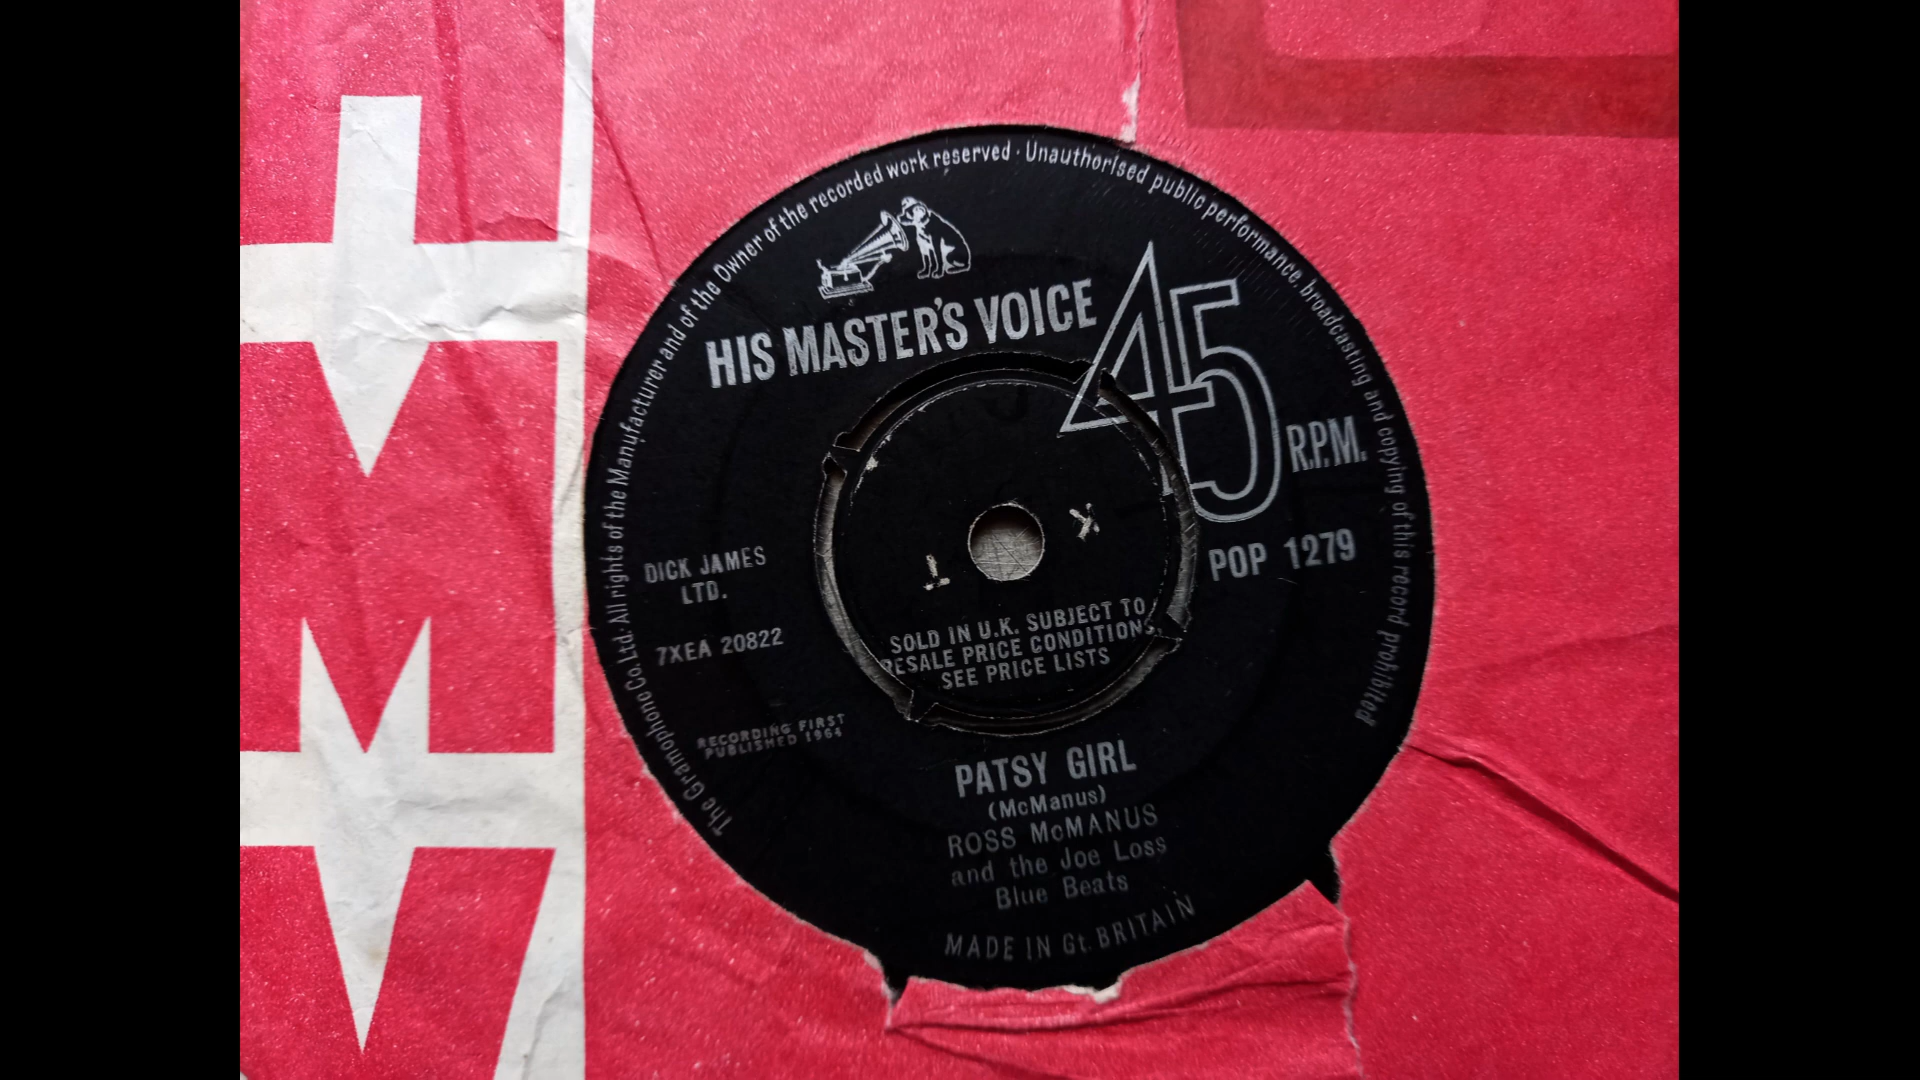 The Gramophone Co. Ltd. All rights of the Manufacturer and of the Owner of the recorded work reserved · Unauthorised public performance, broadcasting and copying of this record prohibited
HIS MASTER'S VOICE
45
R.P.M.
POP 1279
DICK JAMES
LTD.
7XEA 20822
T
X
SOLD IN U.K. SUBJECT TO
RESALE PRICE CONDITIONS,
SEE PRICE LISTS
RECORDING FIRST
PUBLISHED 1964
PATSY GIRL
(McManus)
ROSS McMANUS
and the Joe Loss
Blue Beats
MADE IN Gt. BRITAIN